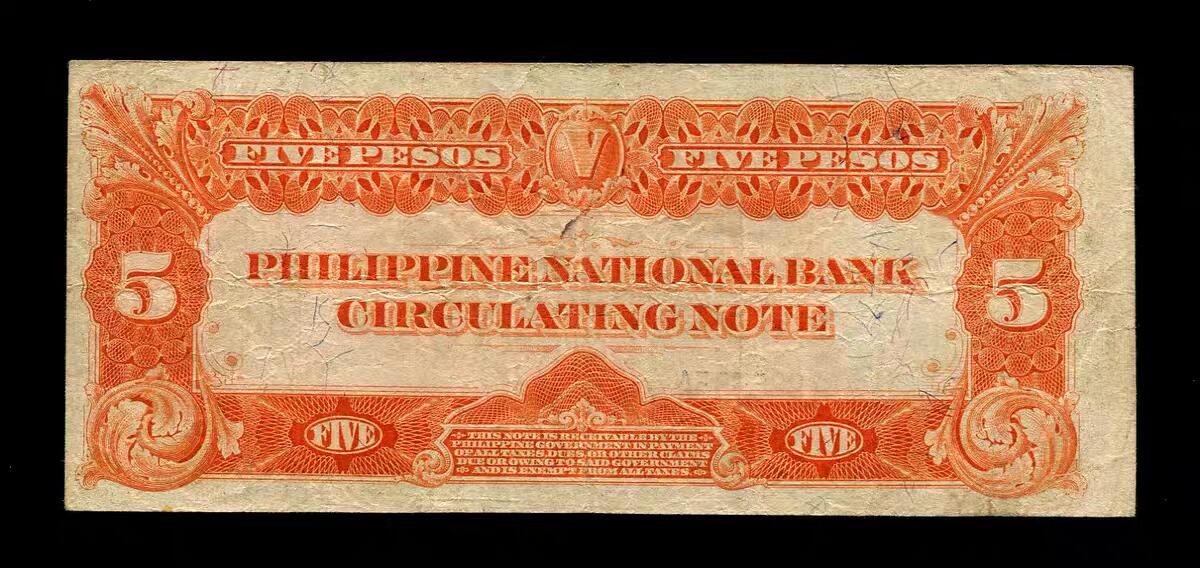 FIVE PESOS V FIVE PESOS
PHILIPPINE NATIONAL BANK
5 5
CIRCULATING NOTE
FIVE FIVE
THIS NOTE IS RECEIVABLE BY THE
PHILIPPINE GOVERNMENT IN PAYMENT
OF ALL TAXES, DUES, OR OTHER CLAIMS
DUE OR OWING TO SAID GOVERNMENT
AND IS EXEMPT FROM ALL TAXES.